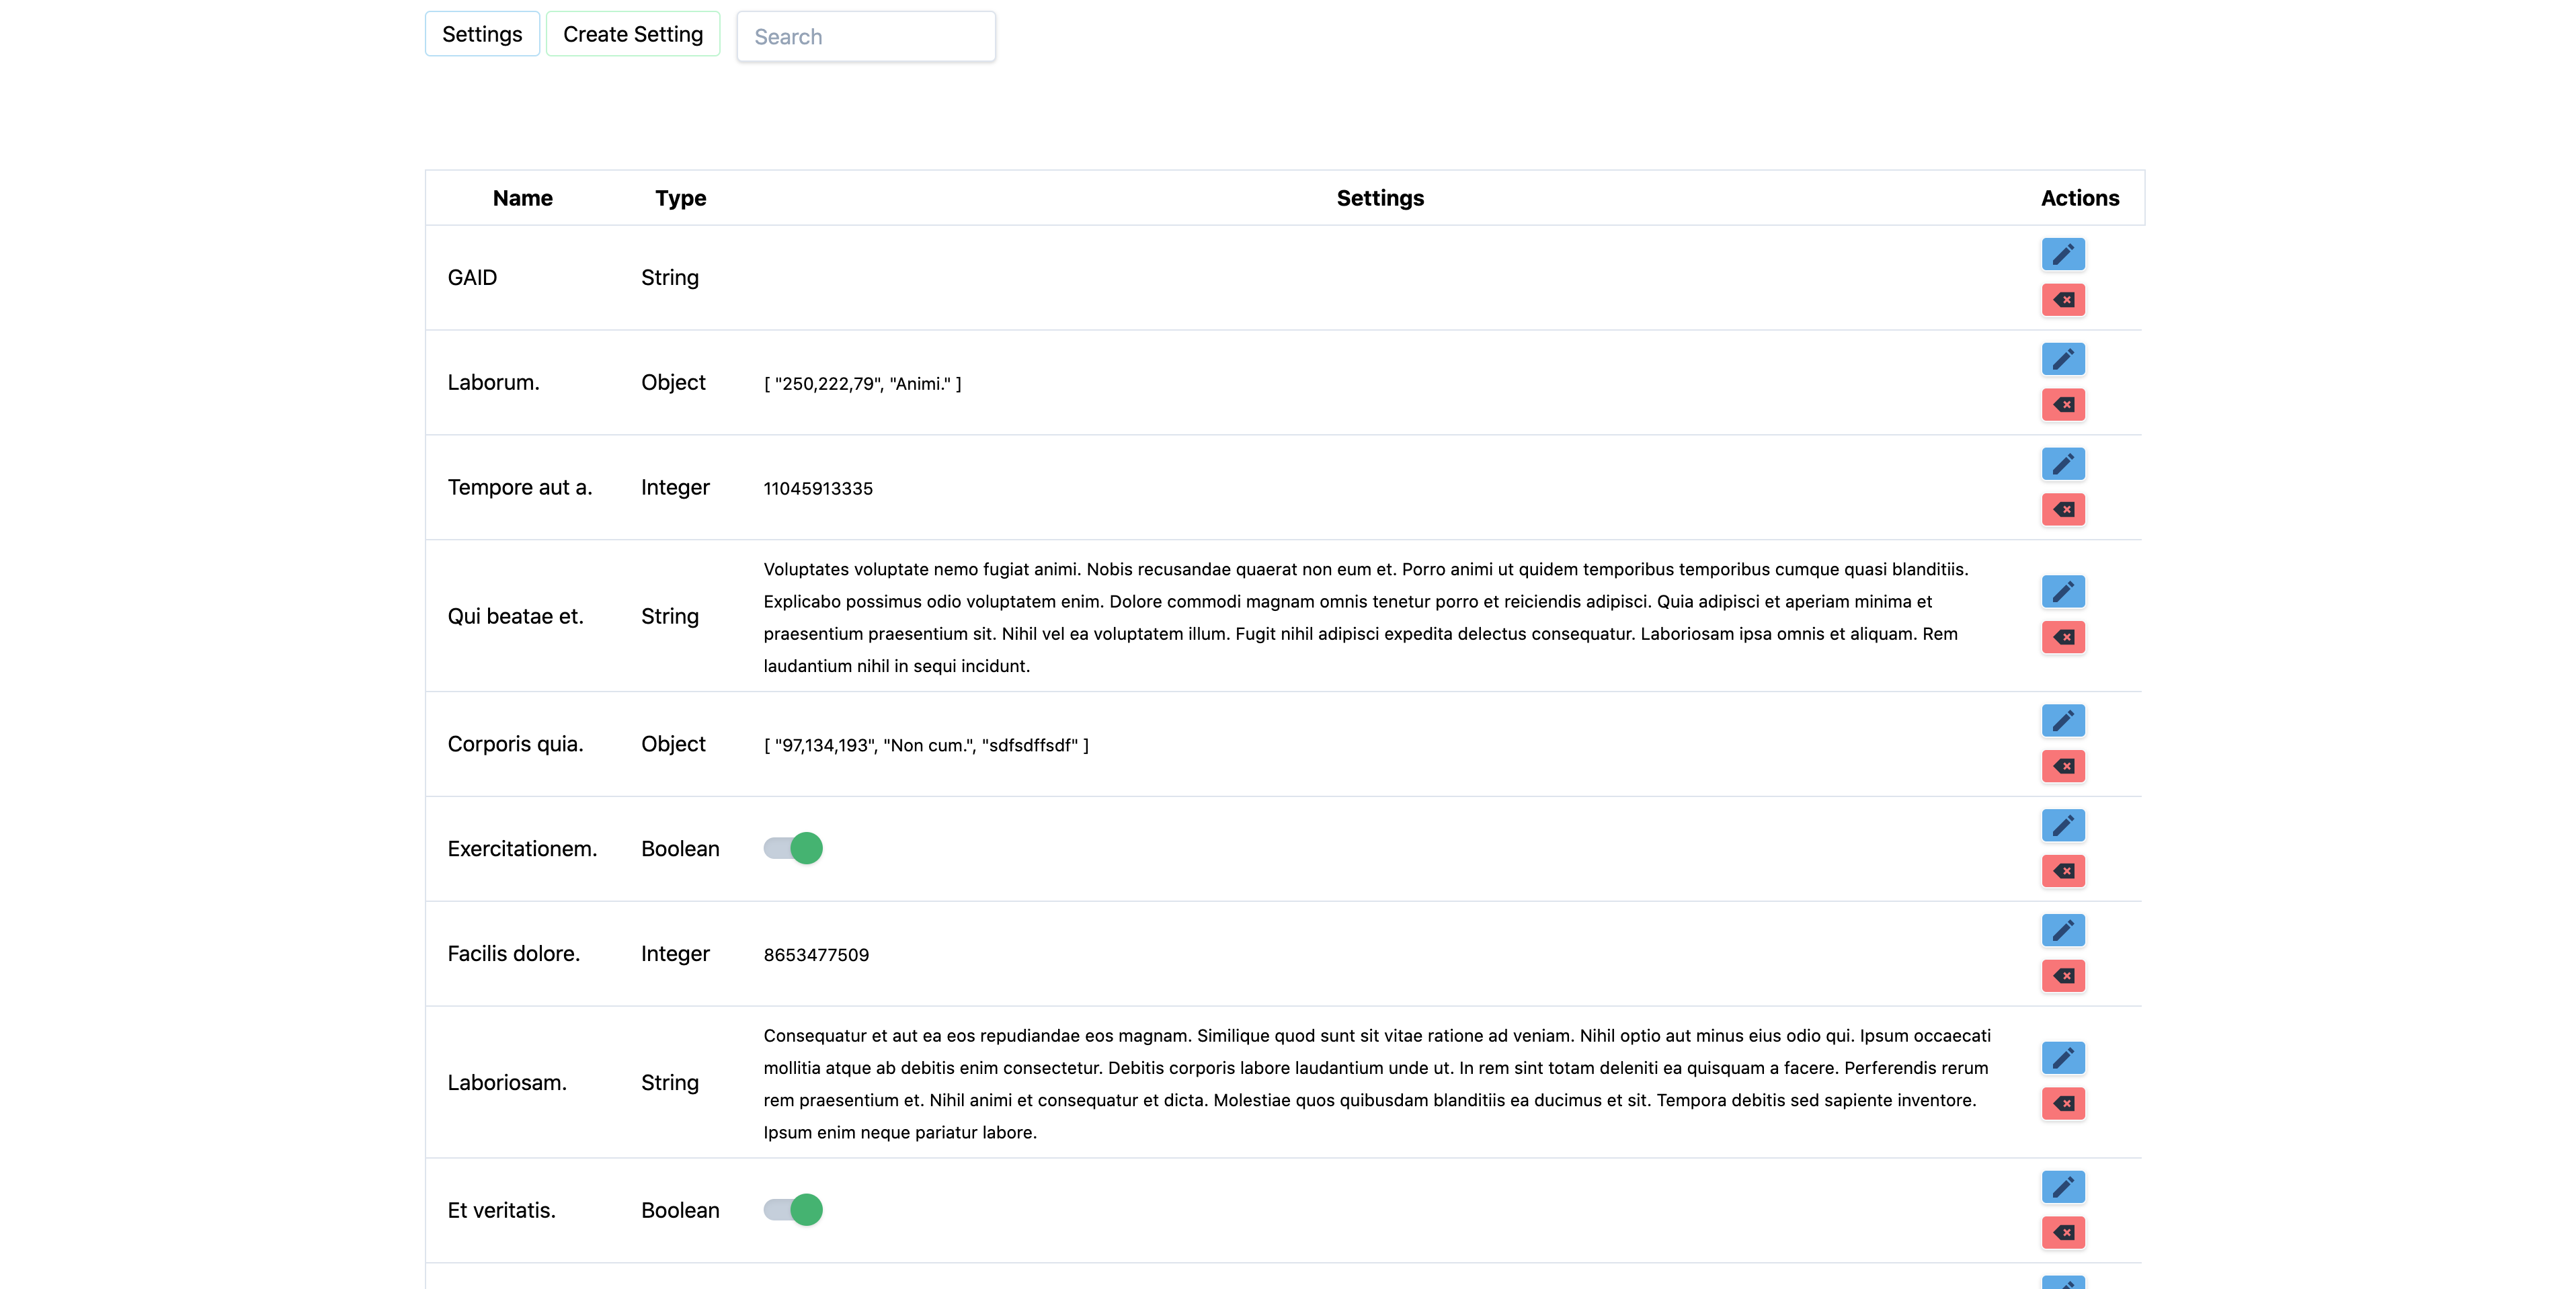 Settings
Create Setting
Search
Name Type Settings Actions
GAID String
Laborum. Object [ "250,222,79", "Animi." ]
Tempore aut a. Integer 11045913335
Qui beatae et. String Voluptates voluptate nemo fugiat animi. Nobis recusandae quaerat non eum et. Porro animi ut quidem temporibus temporibus cumque quasi blanditiis.
Explicabo possimus odio voluptatem enim. Dolore commodi magnam omnis tenetur porro et reiciendis adipisci. Quia adipisci et aperiam minima et
praesentium praesentium sit. Nihil vel ea voluptatem illum. Fugit nihil adipisci expedita delectus consequatur. Laboriosam ipsa omnis et aliquam. Rem
laudantium nihil in sequi incidunt.
Corporis quia. Object [ "97,134,193", "Non cum.", "sdfsdffsdf" ]
Exercitationem. Boolean
Facilis dolore. Integer 8653477509
Laboriosam. String Consequatur et aut ea eos repudiandae eos magnam. Similique quod sunt sit vitae ratione ad veniam. Nihil optio aut minus eius odio qui. Ipsum occaecati
mollitia atque ab debitis enim consectetur. Debitis corporis labore laudantium unde ut. In rem sint totam deleniti ea quisquam a facere. Perferendis rerum
rem praesentium et. Nihil animi et consequatur et dicta. Molestiae quos quibusdam blanditiis ea ducimus et sit. Tempora debitis sed sapiente inventore.
Ipsum enim neque pariatur labore.
Et veritatis. Boolean